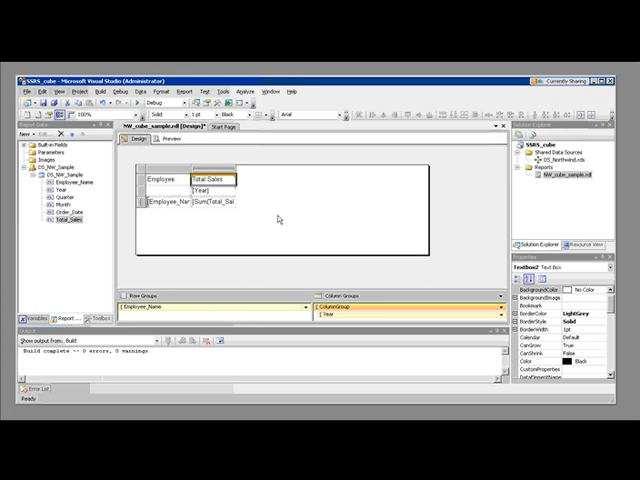 SSRS_cube - Microsoft Visual Studio (Administrator)
Currently Sharing
File Edit View Project Build Debug Data Format Report Test Tools Analyze Window Help
Debug
100% Solid 1 pt Black Arial
Report Data
New Edit...
Built-in Fields
Parameters
Images
DS_NW_Sample
DS_NW_Sample
Employee_Name
Year
Quarter
Month
Order_Date
Total_Sales
Variables Report ... Toolbox
NW_cube_sample.rdl [Design]* Start Page
Design Preview
Employee Total Sales
[Year]
[Employee_Nar [Sum(Total_Sal
Row Groups Column Groups
[ Employee_Name
[ ColumnGroup
[ Year
Output
Show output from: Build
Build complete -- 0 errors, 0 warnings
Error List
Ready
Solution Explorer
SSRS_cube
Shared Data Sources
DS_Northwind.rds
Reports
NW_cube_sample.rdl
Solution Explorer Resource View
Properties
Textbox2 Text Box
BackgroundColor No Color
BackgroundImage
Bookmark
BorderColor LightGrey
BorderStyle Solid
BorderWidth 1pt
Calendar Default
CanGrow True
CanShrink False
Color Black
CustomProperties
DataElementName